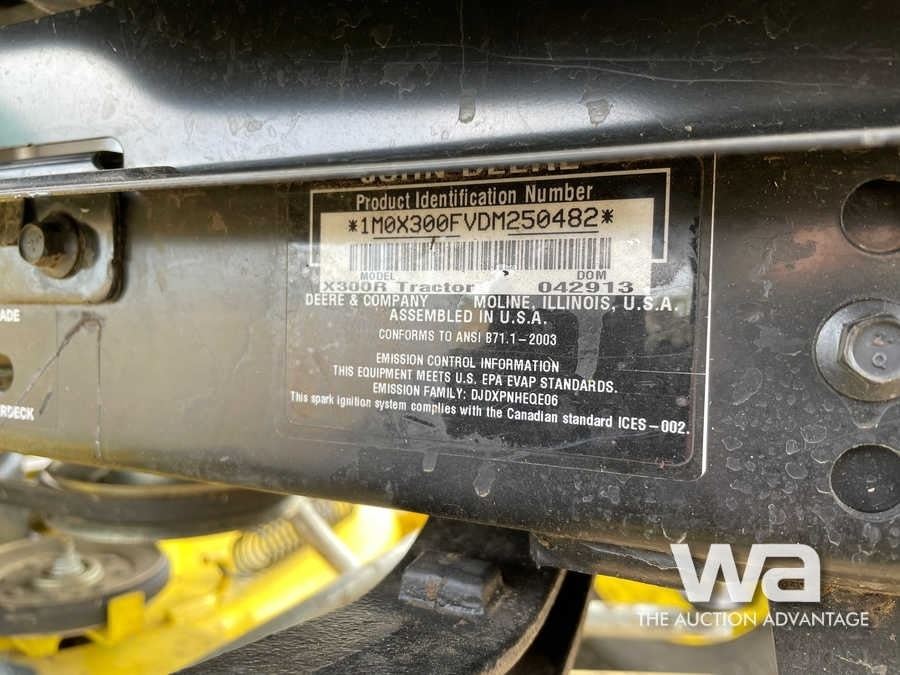 JOHN DEERE
Product Identification Number
*1M0X300FVDM250482*
MODEL DOM
X300R Tractor 042913
DEERE & COMPANY MOLINE, ILLINOIS, U.S.A.
ASSEMBLED IN U.S.A.
CONFORMS TO ANSI B71.1-2003
EMISSION CONTROL INFORMATION
THIS EQUIPMENT MEETS U.S. EPA EVAP STANDARDS.
EMISSION FAMILY: DJDXPNHEQE06
This spark ignition system complies with the Canadian standard ICES-002.
ADE
RDECK
wa
THE AUCTION ADVANTAGE